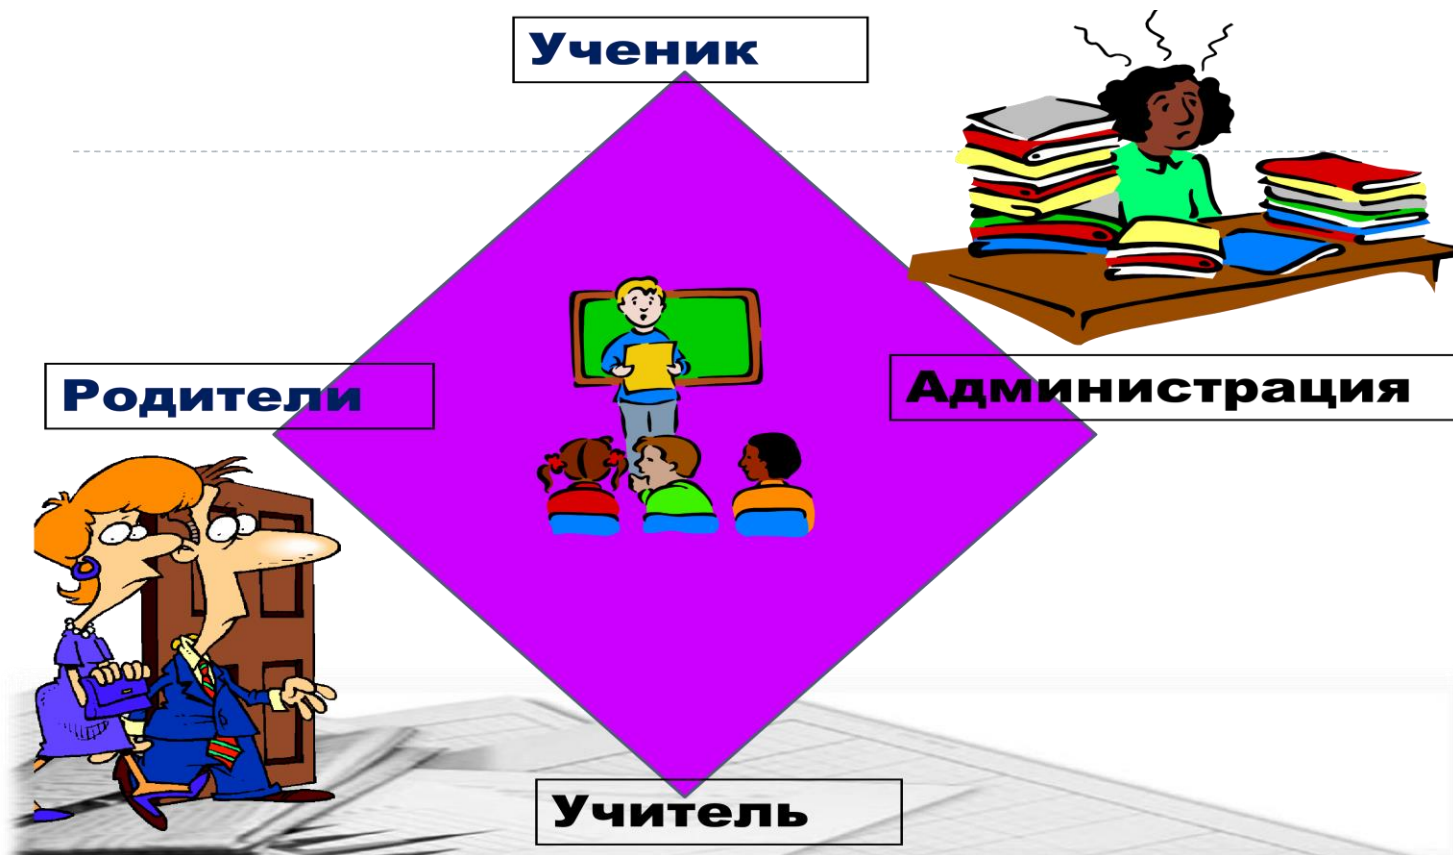 Ученик
Родители
Администрация
Учитель